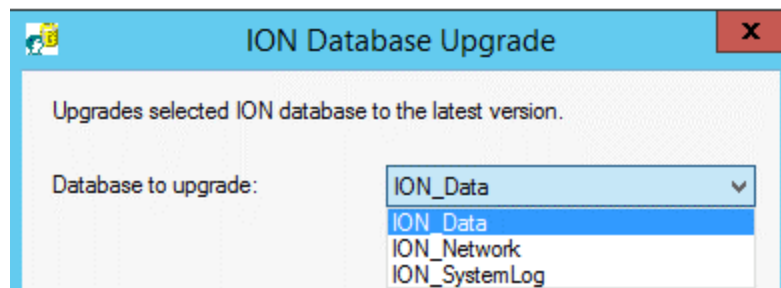 ION Database Upgrade
x
Upgrades selected ION database to the latest version.
Database to upgrade:
ION_Data
ION_Data
ION_Network
ION_SystemLog